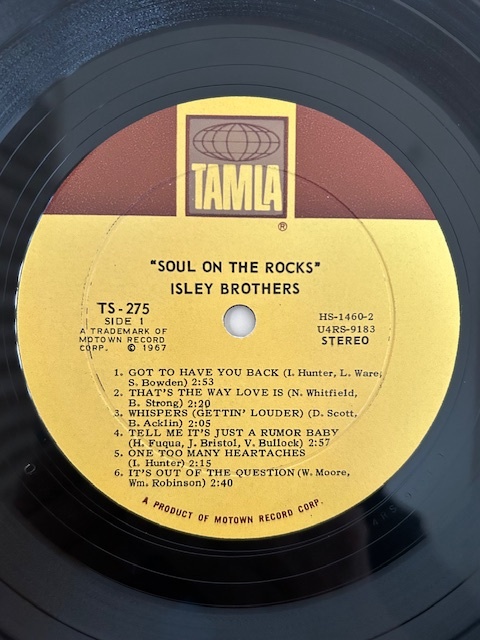 TAMLA
®
"SOUL ON THE ROCKS"
ISLEY BROTHERS
TS-275
SIDE 1
A TRADEMARK OF
MOTOWN RECORD
CORP. © 1967
HS-1460-2
U4RS-9183
STEREO
1. GOT TO HAVE YOU BACK (I. Hunter, L. Ware,
S. Bowden) 2:53
2. THAT'S THE WAY LOVE IS (N. Whitfield,
B. Strong) 2:20
3. WHISPERS (GETTIN' LOUDER) (D. Scott,
B. Acklin) 2:05
4. TELL ME IT'S JUST A RUMOR BABY
(H. Fuqua, J. Bristol, V. Bullock) 2:57
5. ONE TOO MANY HEARTACHES
(I. Hunter) 2:15
6. IT'S OUT OF THE QUESTION (W. Moore,
Wm. Robinson) 2:40
A PRODUCT OF MOTOWN RECORD CORP.